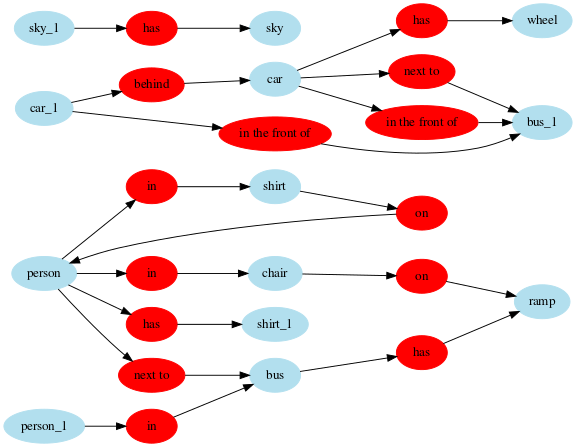 sky_1 has sky
has wheel
behind car next to
car_1
in the front of bus_1
in the front of
in shirt
on
person in chair on
ramp
has shirt_1
has
next to bus
person_1 in